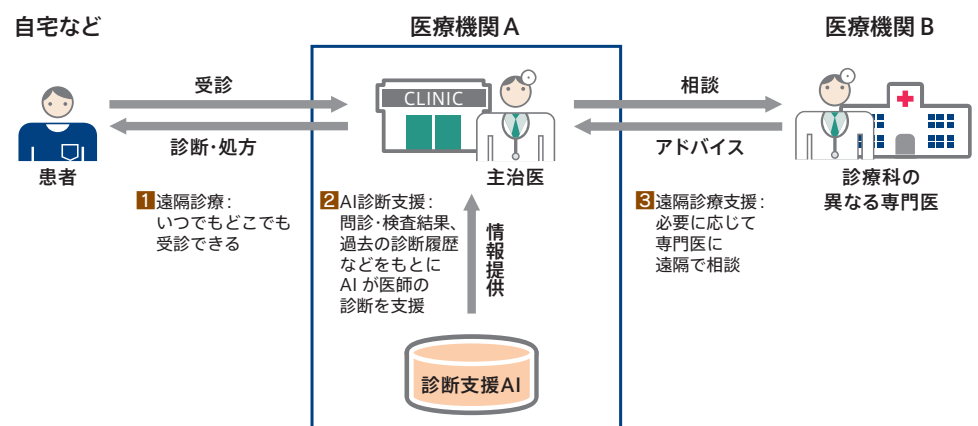 自宅など
医療機関A
医療機関B
受診
診断・処方
CLINIC
相談
アドバイス
患者
主治医
診療科の
異なる専門医
1 遠隔診療：
いつでもどこでも
受診できる
2 AI診断支援：
問診・検査結果、
過去の診断履歴
などをもとに
AI が医師の
診断を支援
情報提供
3 遠隔診療支援：
必要に応じて
専門医に
遠隔で相談
診断支援AI